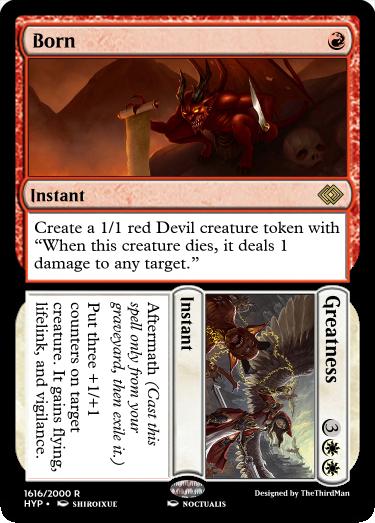 Born
Instant
Create a 1/1 red Devil creature token with
“When this creature dies, it deals 1
damage to any target.”
Greatness 3
Instant
Aftermath (Cast this
spell only from your
graveyard, then exile it.)
Put three +1/+1
counters on target
creature. It gains flying,
lifelink, and vigilance.
1616/2000 R
HYP • SHIROIXUE NOCTUALIS
Designed by TheThirdMan